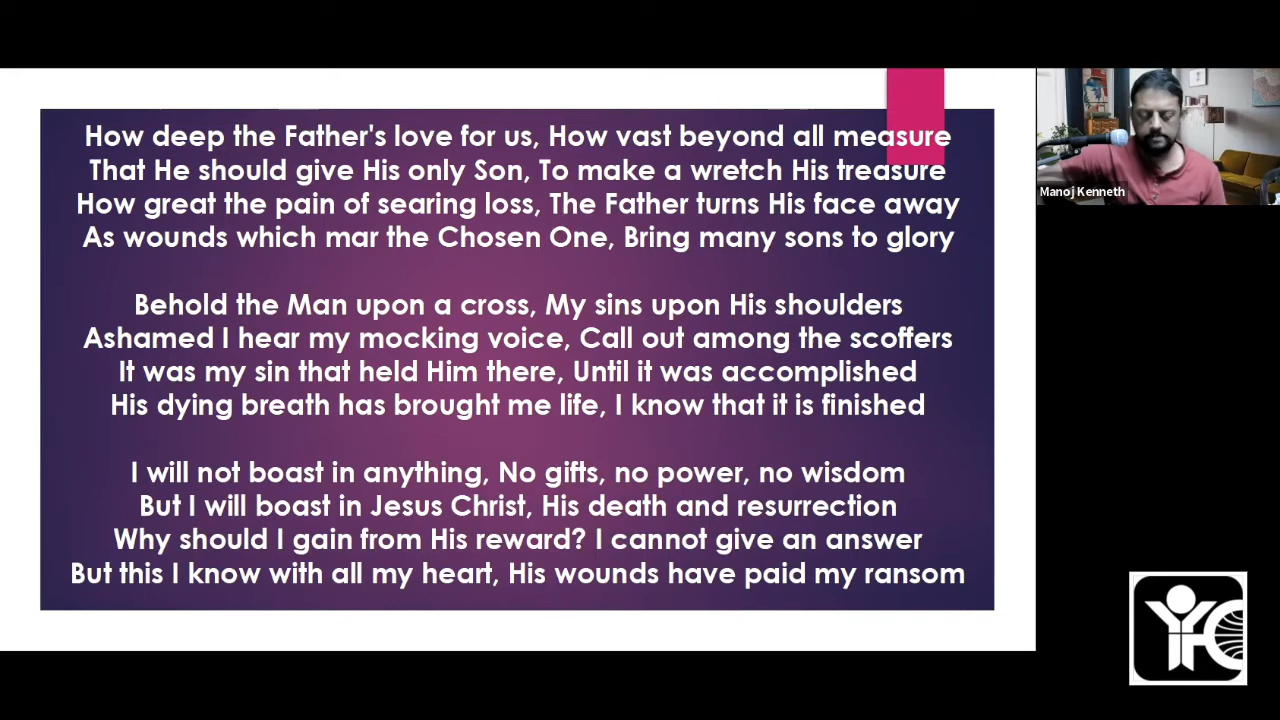 How deep the Father's love for us, How vast beyond all measure
That He should give His only Son, To make a wretch His treasure
How great the pain of searing loss, The Father turns His face away
As wounds which mar the Chosen One, Bring many sons to glory
Behold the Man upon a cross, My sins upon His shoulders
Ashamed I hear my mocking voice, Call out among the scoffers
It was my sin that held Him there, Until it was accomplished
His dying breath has brought me life, I know that it is finished
I will not boast in anything, No gifts, no power, no wisdom
But I will boast in Jesus Christ, His death and resurrection
Why should I gain from His reward? I cannot give an answer
But this I know with all my heart, His wounds have paid my ransom
Manoj Kenneth
YFC